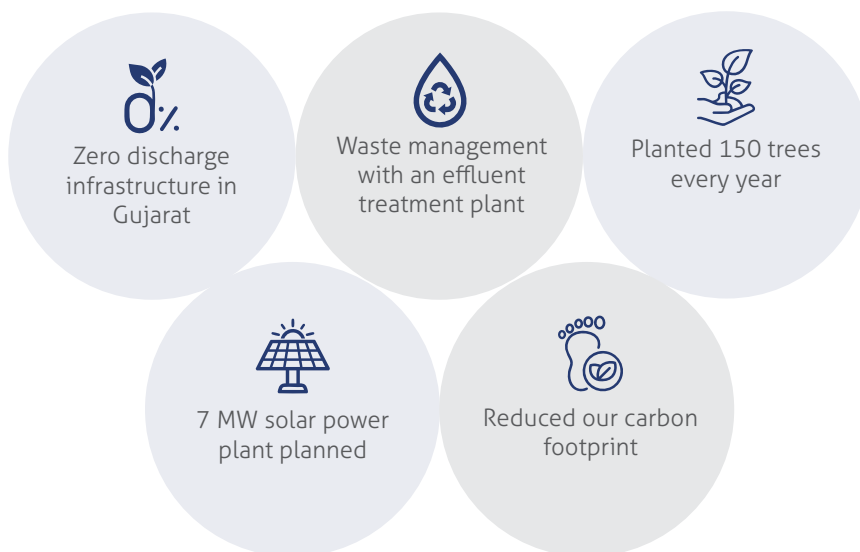 0%
Zero discharge
infrastructure in
Gujarat
Waste management
with an effluent
treatment plant
Planted 150 trees
every year
7 MW solar power
plant planned
Reduced our carbon
footprint